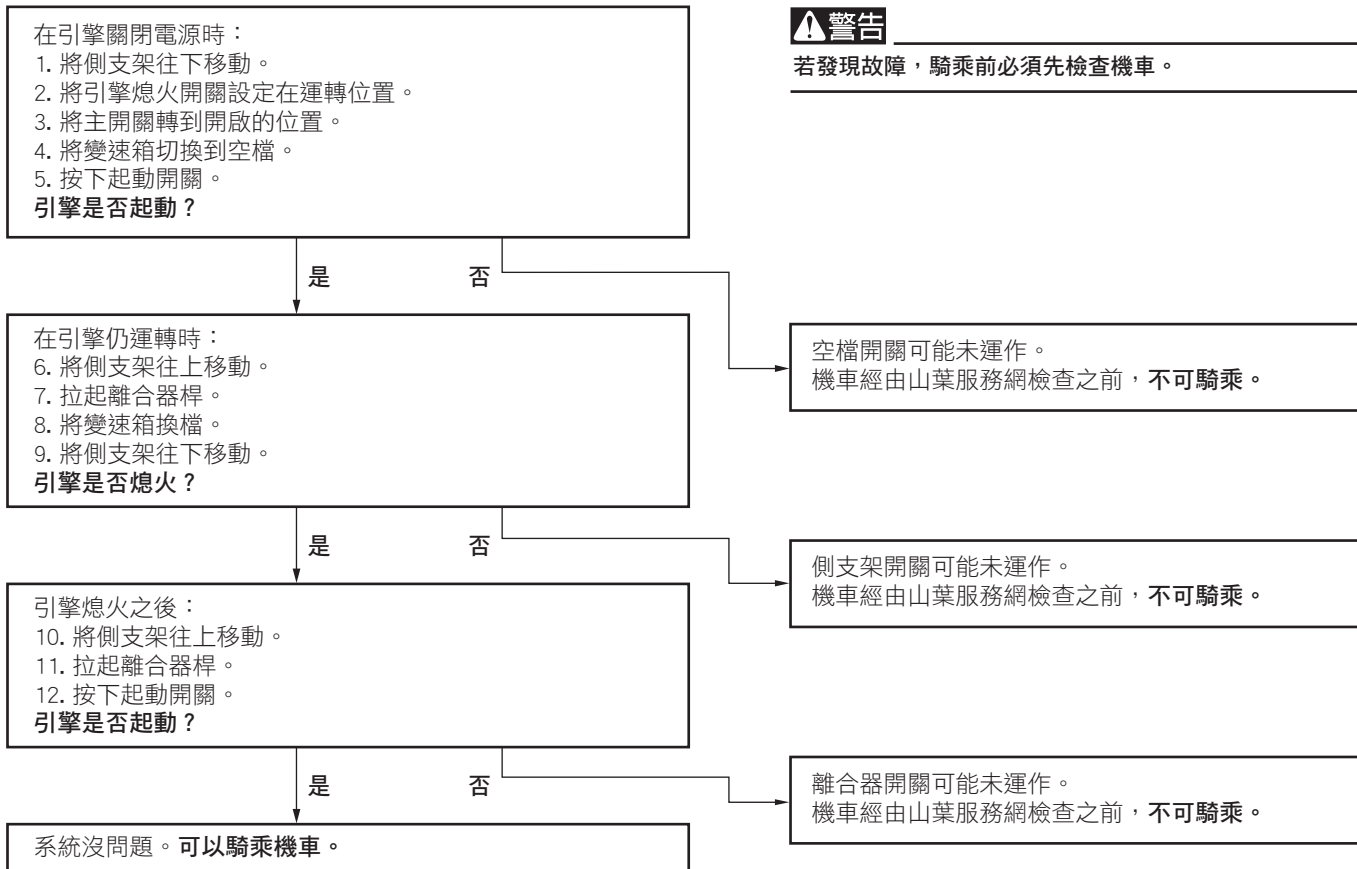 在引擎關閉電源時：
1. 將側支架往下移動。
2. 將引擎熄火開關設定在運轉位置。
3. 將主開關轉到開啟的位置。
4. 將變速箱切換到空檔。
5. 按下起動開關。
引擎是否起動？
警告
若發現故障，騎乘前必須先檢查機車。
是
否
在引擎仍運轉時：
6. 將側支架往上移動。
7. 拉起離合器桿。
8. 將變速箱換檔。
9. 將側支架往下移動。
引擎是否熄火？
空檔開關可能未運作。
機車經由山葉服務網檢查之前，不可騎乘。
是
否
引擎熄火之後：
10. 將側支架往上移動。
11. 拉起離合器桿。
12. 按下起動開關。
引擎是否起動？
側支架開關可能未運作。
機車經由山葉服務網檢查之前，不可騎乘。
是
否
系統沒問題。可以騎乘機車。
離合器開關可能未運作。
機車經由山葉服務網檢查之前，不可騎乘。